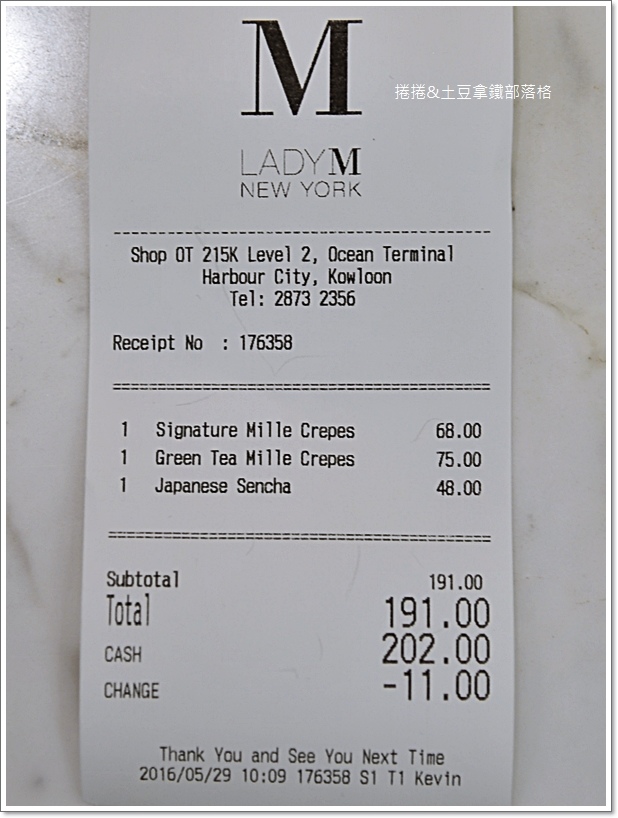 M
捲捲&土豆拿鐵部落格
LADY M
NEW YORK
Shop OT 215K Level 2, Ocean Terminal
Harbour City, Kowloon
Tel: 2873 2356
Receipt No : 176358
1 Signature Mille Crepes 68.00
1 Green Tea Mille Crepes 75.00
1 Japanese Sencha 48.00
Subtotal 191.00
Total 191.00
CASH 202.00
CHANGE -11.00
Thank You and See You Next Time
2016/05/29 10:09 176358 S1 T1 Kevin